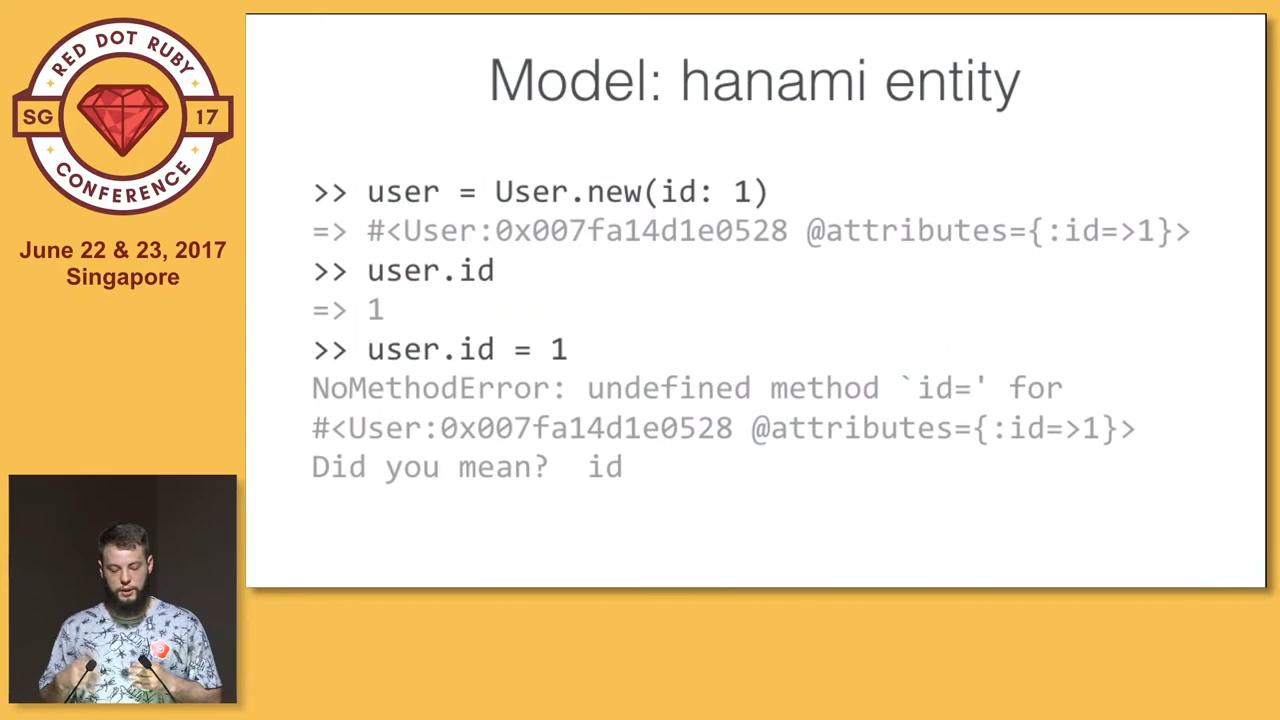 RED DOT RUBY
SG 17
CONFERENCE
June 22 & 23, 2017
Singapore
Model: hanami entity
>> user = User.new(id: 1)
=> #<User:0x007fa14d1e0528 @attributes={:id=>1}>
>> user.id
=> 1
>> user.id = 1
NoMethodError: undefined method `id=' for
#<User:0x007fa14d1e0528 @attributes={:id=>1}>
Did you mean?  id